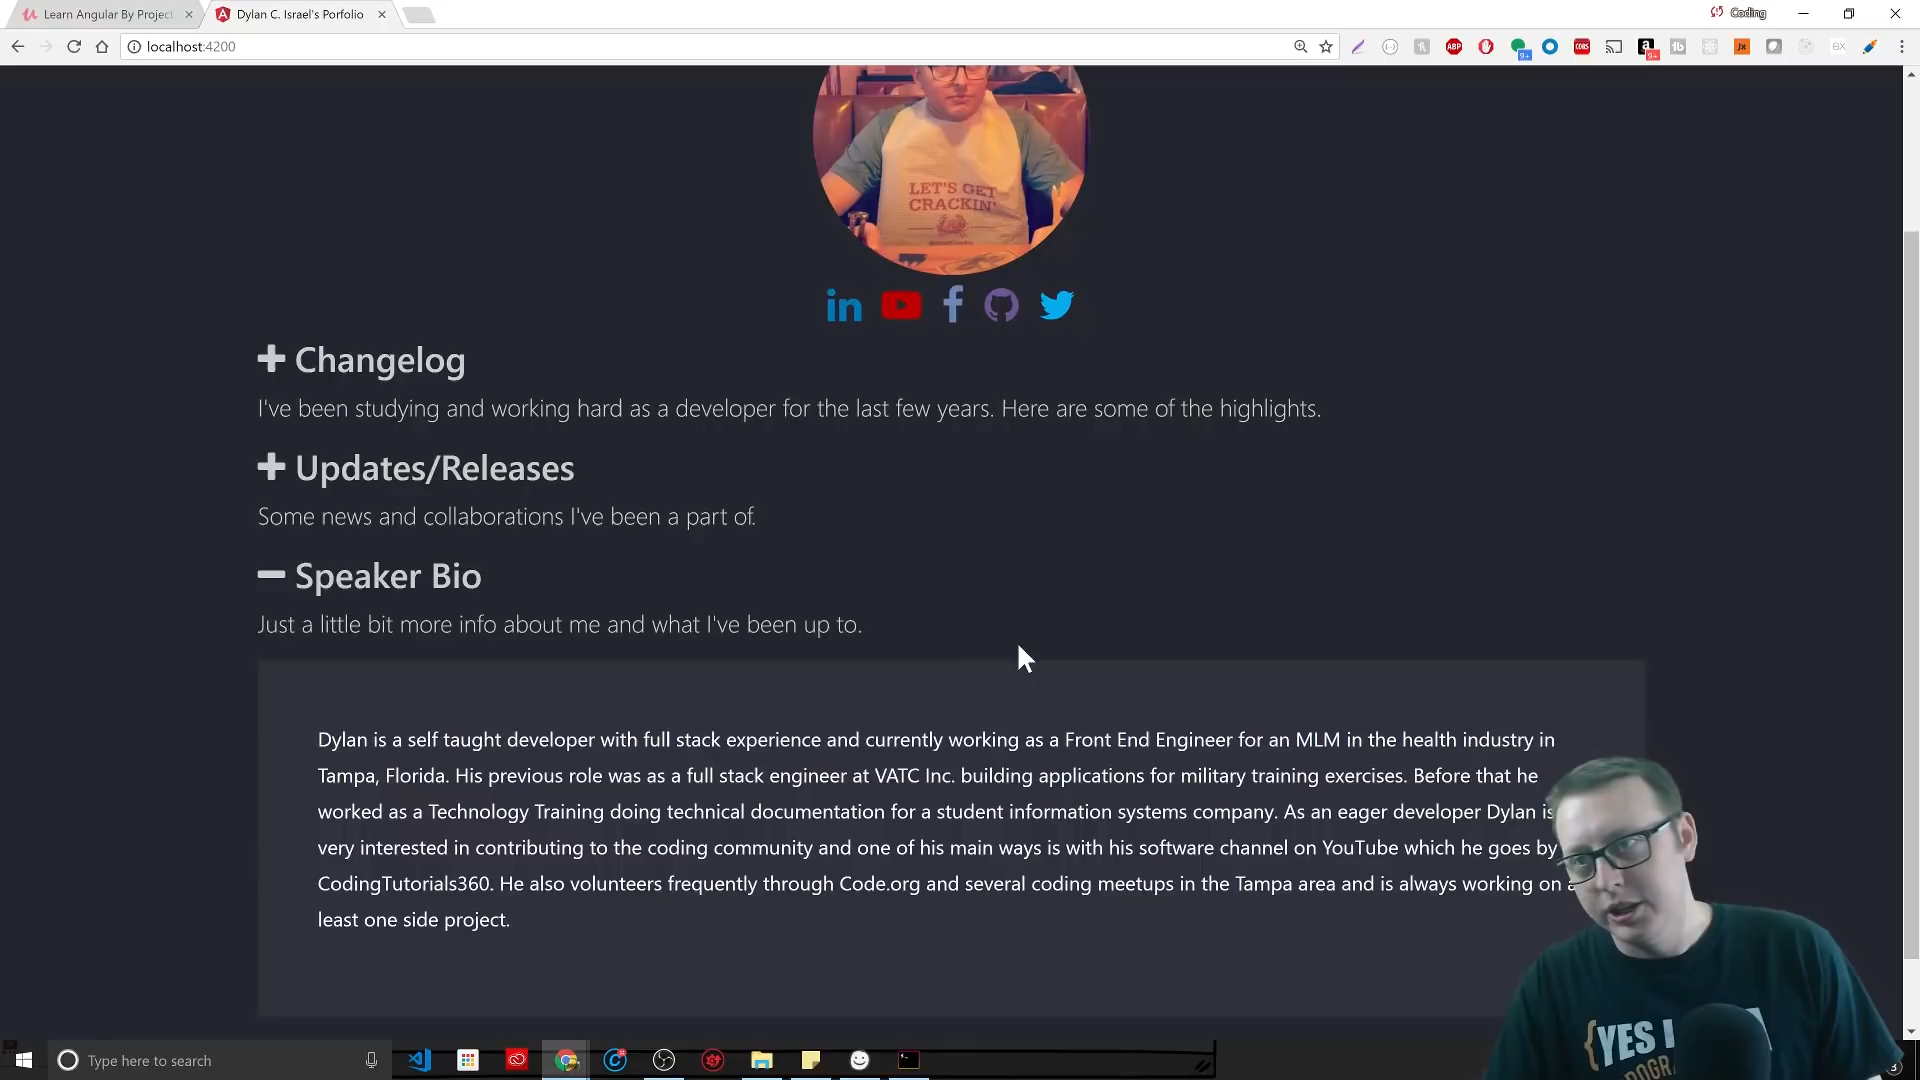 Learn Angular By Project
Dylan C. Israel's Porfolio
Coding
localhost:4200
LET'S GET
CRACKIN'
Changelog
I've been studying and working hard as a developer for the last few years. Here are some of the highlights.
Updates/Releases
Some news and collaborations I've been a part of.
Speaker Bio
Just a little bit more info about me and what I've been up to.
Dylan is a self taught developer with full stack experience and currently working as a Front End Engineer for an MLM in the health industry in
Tampa, Florida. His previous role was as a full stack engineer at VATC Inc. building applications for military training exercises. Before that he
worked as a Technology Training doing technical documentation for a student information systems company. As an eager developer Dylan is
very interested in contributing to the coding community and one of his main ways is with his software channel on YouTube which he goes by
CodingTutorials360. He also volunteers frequently through Code.org and several coding meetups in the Tampa area and is always working on
least one side project.
{YES I
Type here to search